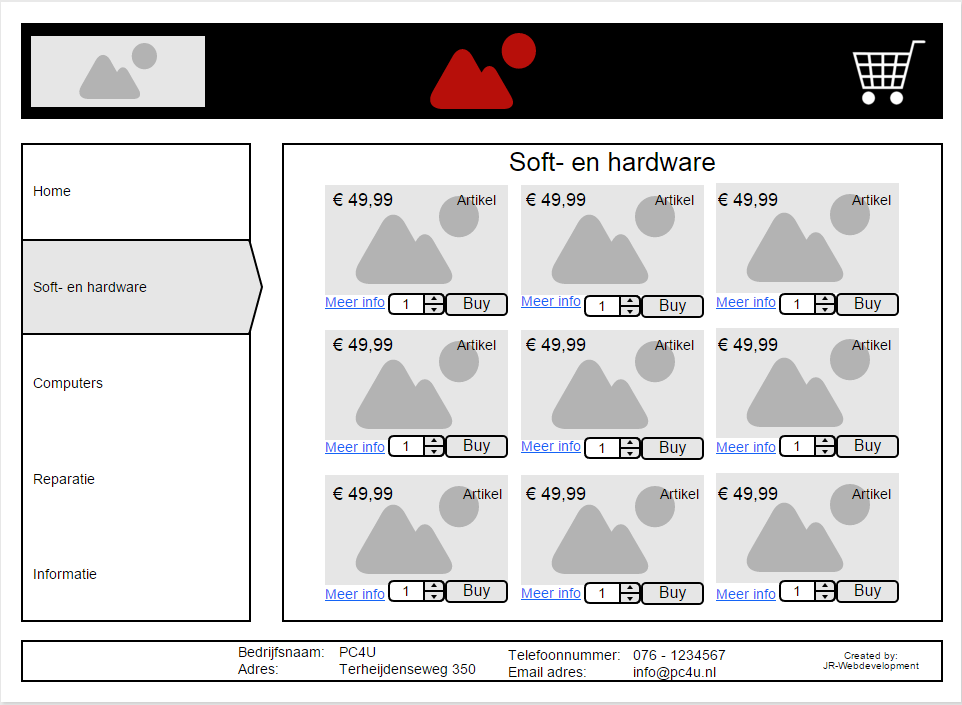 Home
Soft- en hardware
Computers
Reparatie
Informatie
Soft- en hardware
€ 49,99 Artikel
Meer info 1 Buy
€ 49,99 Artikel
Meer info 1 Buy
€ 49,99 Artikel
Meer info 1 Buy
€ 49,99 Artikel
Meer info 1 Buy
€ 49,99 Artikel
Meer info 1 Buy
€ 49,99 Artikel
Meer info 1 Buy
€ 49,99 Artikel
Meer info 1 Buy
€ 49,99 Artikel
Meer info 1 Buy
€ 49,99 Artikel
Meer info 1 Buy
Bedrijfsnaam: PC4U
Adres: Terheijdenseweg 350
Telefoonnummer: 076 - 1234567
Email adres: info@pc4u.nl
Created by:
JR-Webdevelopment